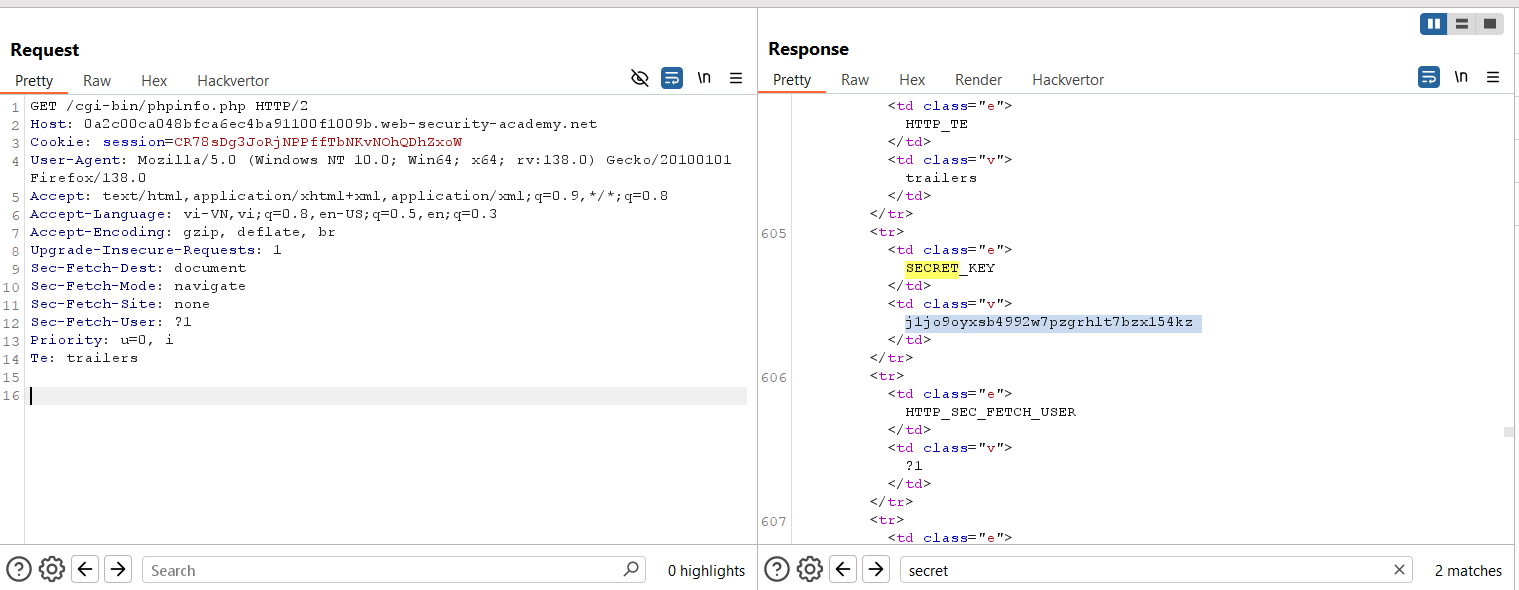 Request
Pretty Raw Hex Hackvertor
\n
1 GET /cgi-bin/phpinfo.php HTTP/2
2 Host: 0a2c00ca048bfca6ec4ba91100f1009b.web-security-academy.net
3 Cookie: session=CR78sDg3JoRjNPPffTbNKvNOhQDhZxoW
4 User-Agent: Mozilla/5.0 (Windows NT 10.0; Win64; x64; rv:138.0) Gecko/20100101
Firefox/138.0
5 Accept: text/html,application/xhtml+xml,application/xml;q=0.9,*/*;q=0.8
6 Accept-Language: vi-VN,vi;q=0.8,en-US;q=0.5,en;q=0.3
7 Accept-Encoding: gzip, deflate, br
8 Upgrade-Insecure-Requests: 1
9 Sec-Fetch-Dest: document
10 Sec-Fetch-Mode: navigate
11 Sec-Fetch-Site: none
12 Sec-Fetch-User: ?1
13 Priority: u=0, i
14 Te: trailers
15
16
Search
0 highlights
Response
Pretty Raw Hex Render Hackvertor
\n
<td class="e">
HTTP_TE
</td>
<td class="v">
trailers
</td>
</tr>
605 <tr>
<td class="e">
SECRET_KEY
</td>
<td class="v">
j1jo9oyxsb4992w7pzgrhlt7bzx154kz
</td>
</tr>
606 <tr>
<td class="e">
HTTP_SEC_FETCH_USER
</td>
<td class="v">
?1
</td>
</tr>
607 <tr>
<td class="e">
secret
2 matches